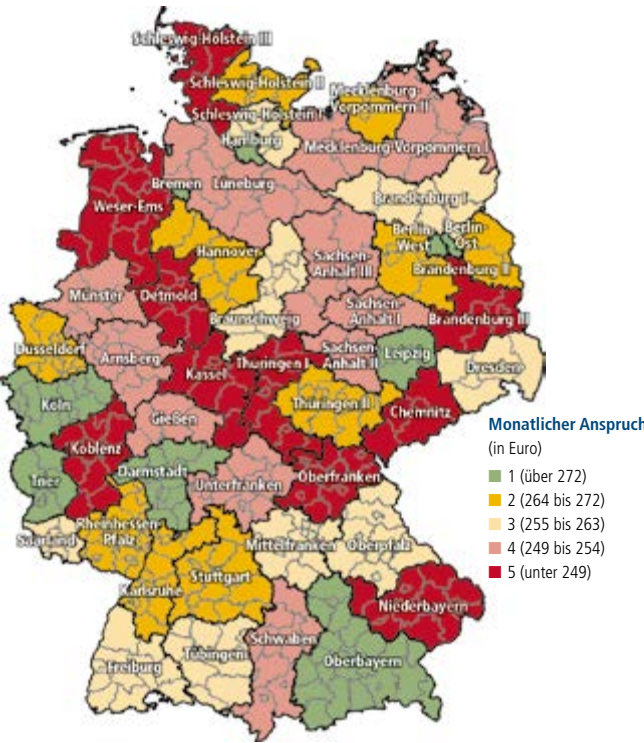 Schleswig-Holstein III
Schleswig-Holstein II
Mecklenburg-
Vorpommern II
Schleswig-Holstein I
Hamburg
Mecklenburg-Vorpommern I
Bremen
Lüneburg
Brandenburg I
Weser-Ems
Berlin-
West
Berlin-
Ost
Hannover
Sachsen-
Anhalt III
Brandenburg II
Münster
Detmold
Braunschweig
Sachsen-
Anhalt I
Brandenburg III
Düsseldorf
Arnsberg
Kassel
Thüringen I
Sachsen-
Anhalt II
Leipzig
Dresden
Köln
Gießen
Thüringen II
Chemnitz
Koblenz
Trier
Darmstadt
Unterfranken
Oberfranken
Monatlicher Anspruch
(in Euro)
1 (über 272)
2 (264 bis 272)
3 (255 bis 263)
4 (249 bis 254)
5 (unter 249)
Saarland
Rheinhessen-
Pfalz
Mittelfranken
Oberpfalz
Karlsruhe
Stuttgart
Niederbayern
Freiburg
Tübingen
Schwaben
Oberbayern